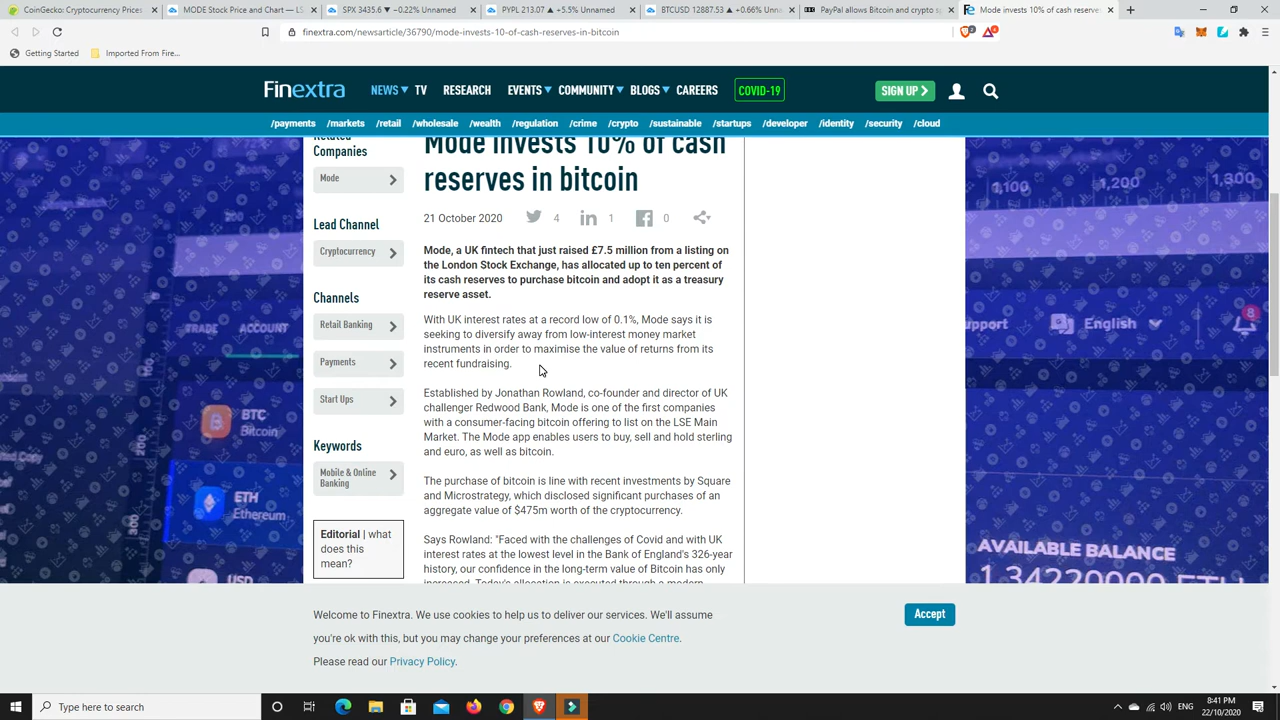 CoinGecko: Cryptocurrency Prices
MODE Stock Price and Chart — LS
SPX 3435.6 ▼ −0.22% Unnamed
PYPL 213.07 ▲ +5.5% Unnamed
BTCUSD 12887.53 ▲ +0.66% Unna
PayPal allows Bitcoin and crypto s
Mode invests 10% of cash reserves
finextra.com/newsarticle/36790/mode-invests-10-of-cash-reserves-in-bitcoin
Getting Started
Imported From Fire...
Finextra
NEWS
TV
RESEARCH
EVENTS
COMMUNITY
BLOGS
CAREERS
COVID-19
SIGN UP
/payments
/markets
/retail
/wholesale
/wealth
/regulation
/crime
/crypto
/sustainable
/startups
/developer
/identity
/security
/cloud
Related
Companies
Mode
Lead Channel
Cryptocurrency
Channels
Retail Banking
Payments
Start Ups
Keywords
Mobile & Online
Banking
Editorial | what
does this
mean?
Mode invests 10% of cash
reserves in bitcoin
21 October 2020
4
1
0
Mode, a UK fintech that just raised £7.5 million from a listing on
the London Stock Exchange, has allocated up to ten percent of
its cash reserves to purchase bitcoin and adopt it as a treasury
reserve asset.
With UK interest rates at a record low of 0.1%, Mode says it is
seeking to diversify away from low-interest money market
instruments in order to maximise the value of returns from its
recent fundraising.
Established by Jonathan Rowland, co-founder and director of UK
challenger Redwood Bank, Mode is one of the first companies
with a consumer-facing bitcoin offering to list on the LSE Main
Market. The Mode app enables users to buy, sell and hold sterling
and euro, as well as bitcoin.
The purchase of bitcoin is line with recent investments by Square
and Microstrategy, which disclosed significant purchases of an
aggregate value of $475m worth of the cryptocurrency.
Says Rowland: "Faced with the challenges of Covid and with UK
interest rates at the lowest level in the Bank of England's 326-year
history, our confidence in the long-term value of Bitcoin has only
increased. Today's allocation is executed through a modern
TRADE ACCOUNT
BTC
Bitcoin
ETH
Ethereum
USD
1,100
1,200
1,300
upport
English
8
AVAILABLE BALANCE
1.34220000 ETH
Welcome to Finextra. We use cookies to help us to deliver our services. We'll assume
you're ok with this, but you may change your preferences at our Cookie Centre.
Please read our Privacy Policy.
Accept
Type here to search
ENG
8:41 PM
22/10/2020